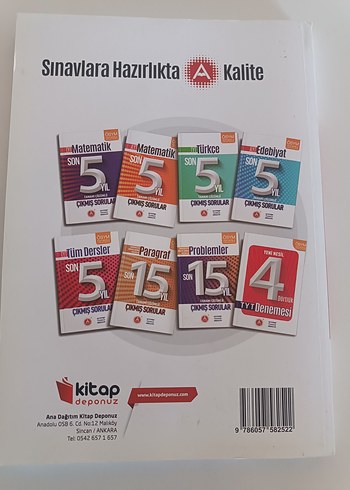 Sınavlara Hazırlıkta A Kalite
Matematik
SON
5
YIL
ÇIKMIŞ SORULAR
Matematik
SON
5
YIL
ÇIKMIŞ SORULAR
Türkçe
SON
5
YIL
ÇIKMIŞ SORULAR
Edebiyat
SON
5
YIL
ÇIKMIŞ SORULAR
Tüm Dersler
SON
5
YIL
ÇIKMIŞ SORULAR
Paragraf
SON
15
YIL
ÇIKMIŞ SORULAR
Problemler
SON
15
YIL
ÇIKMIŞ SORULAR
YENİ NESİL
4
TYT Denemesi
kitap
deponuz
www.kitapdeponuz.com
Ana Dağıtım Kitap Deponuz
Anadolu OSB 6. Cd. No:12 Malıköy
Sincan / ANKARA
Tel: 0542 657 1 657
9 786057 582522